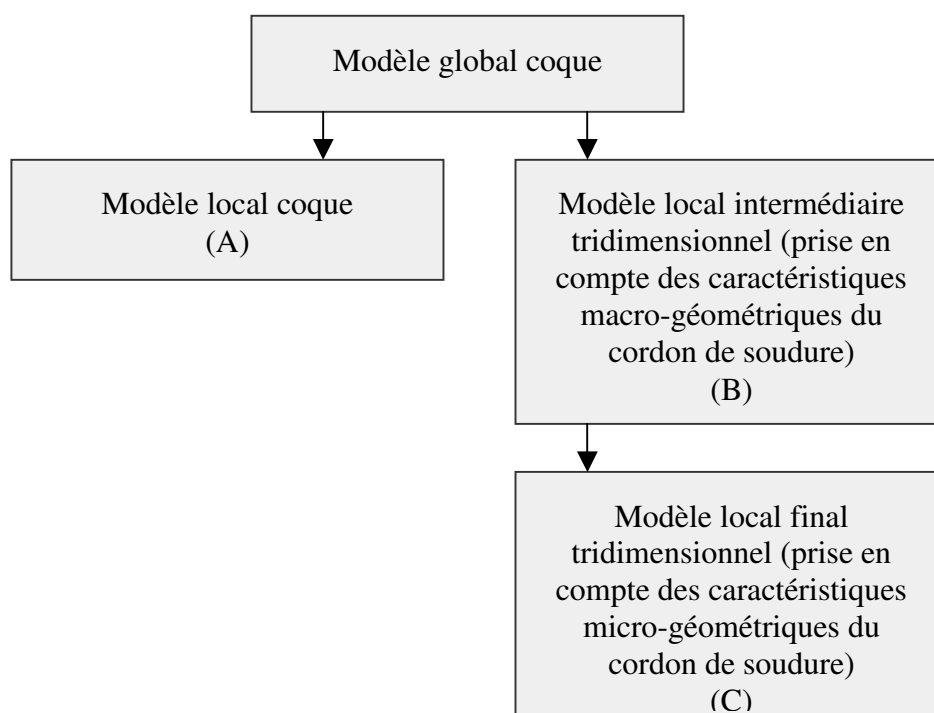 Modèle global coque
Modèle local coque
(A)
Modèle local intermédiaire
tridimensionnel (prise en
compte des caractéristiques
macro-géométriques du
cordon de soudure)
(B)
Modèle local final
tridimensionnel (prise en
compte des caractéristiques
micro-géométriques du
cordon de soudure)
(C)